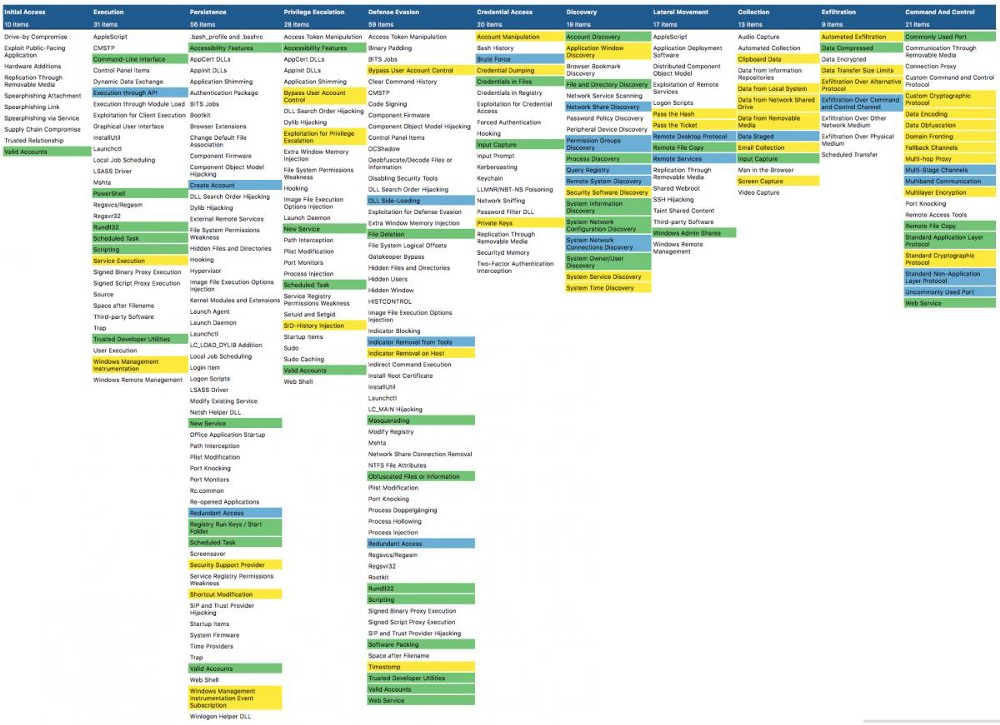 Initial Access
10 items
Drive-by Compromise
Exploit Public-Facing
Application
Hardware Additions
Replication Through
Removable Media
Spearphishing Attachment
Spearphishing Link
Spearphishing via Service
Supply Chain Compromise
Trusted Relationship
Valid Accounts
Execution
31 items
AppleScript
CMSTP
Command-Line Interface
Control Panel Items
Dynamic Data Exchange
Execution through API
Execution through Module Load
Exploitation for Client Execution
Graphical User Interface
InstallUtil
Launchctl
Local Job Scheduling
LSASS Driver
Mshta
PowerShell
Regsvcs/Regasm
Regsvr32
Rundll32
Scheduled Task
Scripting
Service Execution
Signed Binary Proxy Execution
Signed Script Proxy Execution
Source
Space after Filename
Third-party Software
Trap
Trusted Developer Utilities
User Execution
Windows Management
Instrumentation
Windows Remote Management
Persistence
56 items
.bash_profile and .bashrc
Accessibility Features
AppCert DLLs
AppInit DLLs
Application Shimming
Authentication Package
BITS Jobs
Bootkit
Browser Extensions
Change Default File
Association
Component Firmware
Component Object Model
Hijacking
Create Account
DLL Search Order Hijacking
Dylib Hijacking
External Remote Services
File System Permissions
Weakness
Hidden Files and Directories
Hooking
Hypervisor
Image File Execution Options
Injection
Kernel Modules and Extensions
Launch Agent
Launch Daemon
Launchctl
LC_LOAD_DYLIB Addition
Local Job Scheduling
Login Item
Logon Scripts
LSASS Driver
Modify Existing Service
Netsh Helper DLL
New Service
Office Application Startup
Path Interception
Plist Modification
Port Knocking
Port Monitors
Rc.common
Re-opened Applications
Redundant Access
Registry Run Keys / Start
Folder
Scheduled Task
Screensaver
Security Support Provider
Service Registry Permissions
Weakness
Shortcut Modification
SIP and Trust Provider
Hijacking
Startup Items
System Firmware
Time Providers
Trap
Valid Accounts
Web Shell
Windows Management
Instrumentation Event
Subscription
Winlogon Helper DLL
Privilege Escalation
28 items
Access Token Manipulation
Accessibility Features
AppCert DLLs
AppInit DLLs
Application Shimming
Bypass User Account
Control
DLL Search Order Hijacking
Dylib Hijacking
Exploitation for Privilege
Escalation
Extra Window Memory
Injection
File System Permissions
Weakness
Hooking
Image File Execution
Options Injection
Launch Daemon
New Service
Path Interception
Plist Modification
Port Monitors
Process Injection
Scheduled Task
Service Registry
Permissions Weakness
Setuid and Setgid
SID-History Injection
Startup Items
Sudo
Sudo Caching
Valid Accounts
Web Shell
Defense Evasion
59 items
Access Token Manipulation
Binary Padding
BITS Jobs
Bypass User Account Control
Clear Command History
CMSTP
Code Signing
Component Firmware
Component Object Model Hijacking
Control Panel Items
DCShadow
Deobfuscate/Decode Files or
Information
Disabling Security Tools
DLL Search Order Hijacking
DLL Side-Loading
Exploitation for Defense Evasion
Extra Window Memory Injection
File Deletion
File System Logical Offsets
Gatekeeper Bypass
Hidden Files and Directories
Hidden Users
Hidden Window
HISTCONTROL
Image File Execution Options
Injection
Indicator Blocking
Indicator Removal from Tools
Indicator Removal on Host
Indirect Command Execution
Install Root Certificate
InstallUtil
Launchctl
LC_MAIN Hijacking
Masquerading
Modify Registry
Mshta
Network Share Connection Removal
NTFS File Attributes
Obfuscated Files or Information
Plist Modification
Port Knocking
Process Doppelgänging
Process Hollowing
Process Injection
Redundant Access
Regsvcs/Regasm
Regsvr32
Rootkit
Rundll32
Scripting
Signed Binary Proxy Execution
Signed Script Proxy Execution
SIP and Trust Provider Hijacking
Software Packing
Space after Filename
Timestomp
Trusted Developer Utilities
Valid Accounts
Web Service
Credential Access
20 items
Account Manipulation
Bash History
Brute Force
Credential Dumping
Credentials in Files
Credentials in Registry
Exploitation for Credential
Access
Forced Authentication
Hooking
Input Capture
Input Prompt
Kerberoasting
Keychain
LLMNR/NBT-NS Poisoning
Network Sniffing
Password Filter DLL
Private Keys
Replication Through
Removable Media
Securityd Memory
Two-Factor Authentication
Interception
Discovery
19 items
Account Discovery
Application Window
Discovery
Browser Bookmark
Discovery
File and Directory Discovery
Network Service Scanning
Network Share Discovery
Password Policy Discovery
Peripheral Device Discovery
Permission Groups
Discovery
Process Discovery
Query Registry
Remote System Discovery
Security Software Discovery
System Information
Discovery
System Network
Configuration Discovery
System Network
Connections Discovery
System Owner/User
Discovery
System Service Discovery
System Time Discovery
Lateral Movement
17 items
AppleScript
Application Deployment
Software
Distributed Component
Object Model
Exploitation of Remote
Services
Logon Scripts
Pass the Hash
Pass the Ticket
Remote Desktop Protocol
Remote File Copy
Remote Services
Replication Through
Removable Media
Shared Webroot
SSH Hijacking
Taint Shared Content
Third-party Software
Windows Admin Shares
Windows Remote
Management
Collection
13 items
Audio Capture
Automated Collection
Clipboard Data
Data from Information
Repositories
Data from Local System
Data from Network Shared
Drive
Data from Removable
Media
Data Staged
Email Collection
Input Capture
Man in the Browser
Screen Capture
Video Capture
Exfiltration
9 items
Automated Exfiltration
Data Compressed
Data Encrypted
Data Transfer Size Limits
Exfiltration Over Alternative
Protocol
Exfiltration Over Command
and Control Channel
Exfiltration Over Other
Network Medium
Exfiltration Over Physical
Medium
Scheduled Transfer
Command And Control
21 items
Commonly Used Port
Communication Through
Removable Media
Connection Proxy
Custom Command and Control
Protocol
Custom Cryptographic
Protocol
Data Encoding
Data Obfuscation
Domain Fronting
Fallback Channels
Multi-hop Proxy
Multi-Stage Channels
Multiband Communication
Multilayer Encryption
Port Knocking
Remote Access Tools
Remote File Copy
Standard Application Layer
Protocol
Standard Cryptographic
Protocol
Standard Non-Application
Layer Protocol
Uncommonly Used Port
Web Service